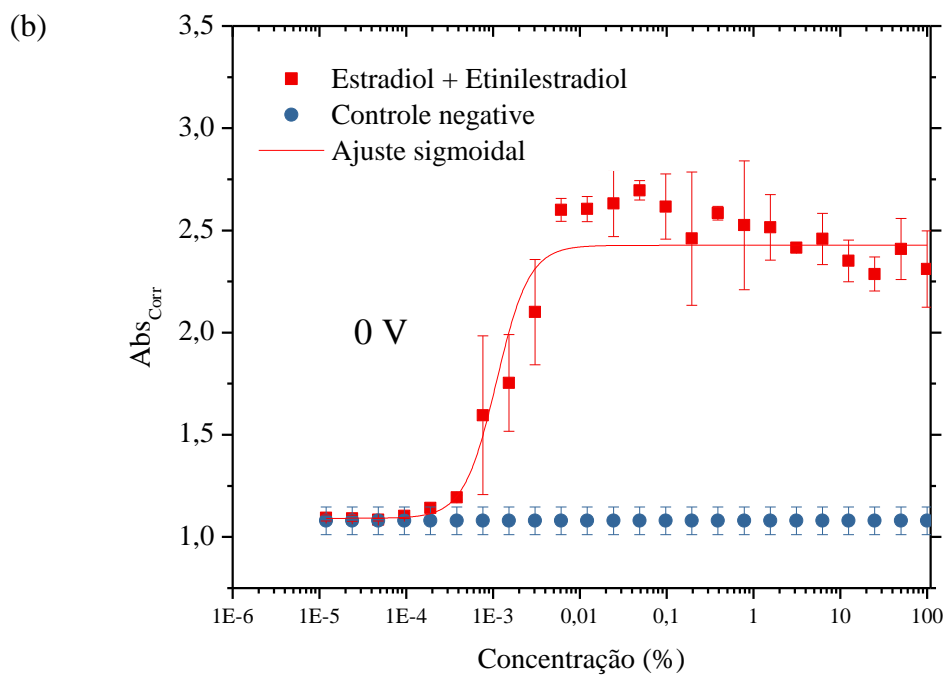 (b)
3,5
3,0
2,5
2,0
1,5
1,0
Abs_Corr
Estradiol + Etinilestradiol
Controle negative
Ajuste sigmoidal
0 V
1E-6 1E-5 1E-4 1E-3 0,01 0,1 1 10 100
Concentração (%)